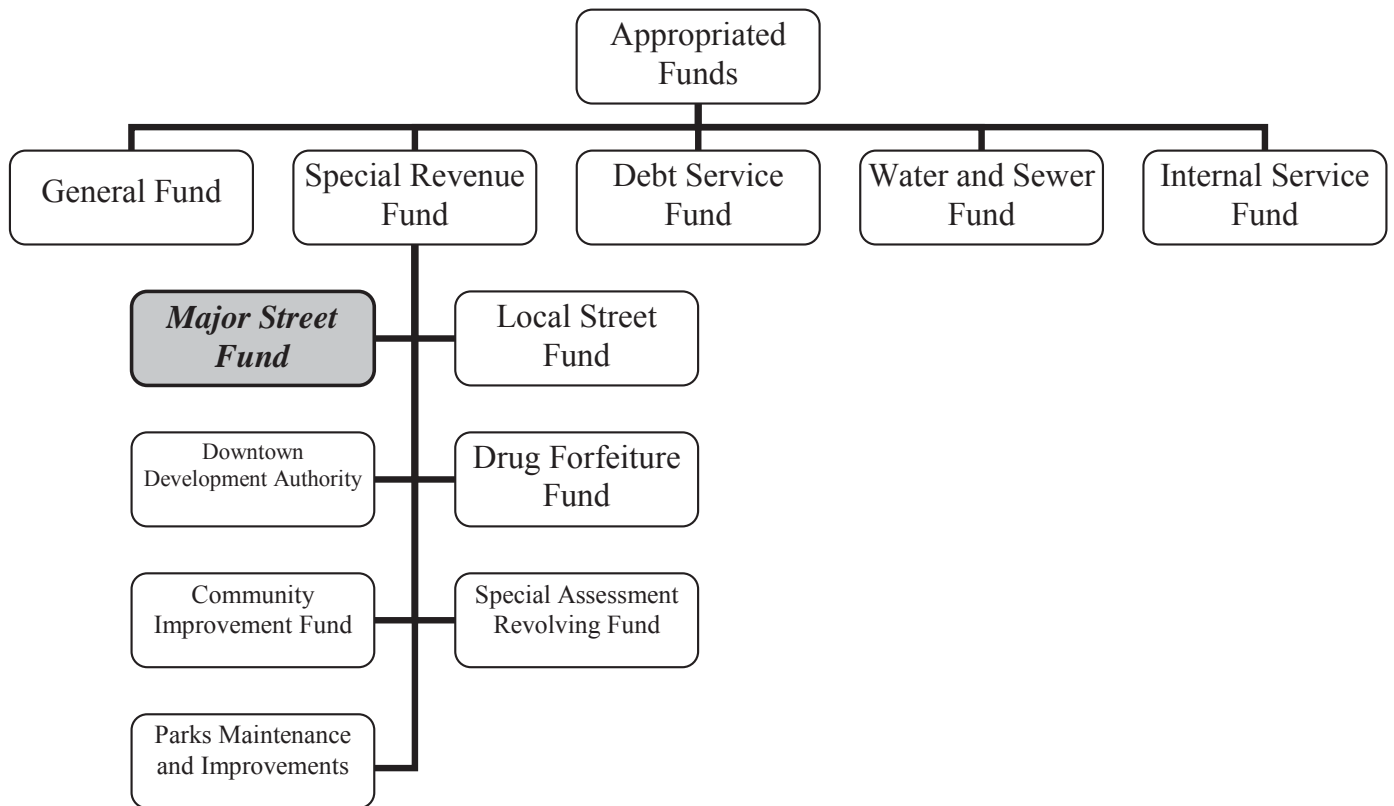 Appropriated
Funds
General Fund
Special Revenue
Fund
Debt Service
Fund
Water and Sewer
Fund
Internal Service
Fund
Major Street
Fund
Local Street
Fund
Downtown
Development Authority
Drug Forfeiture
Fund
Community
Improvement Fund
Special Assessment
Revolving Fund
Parks Maintenance
and Improvements